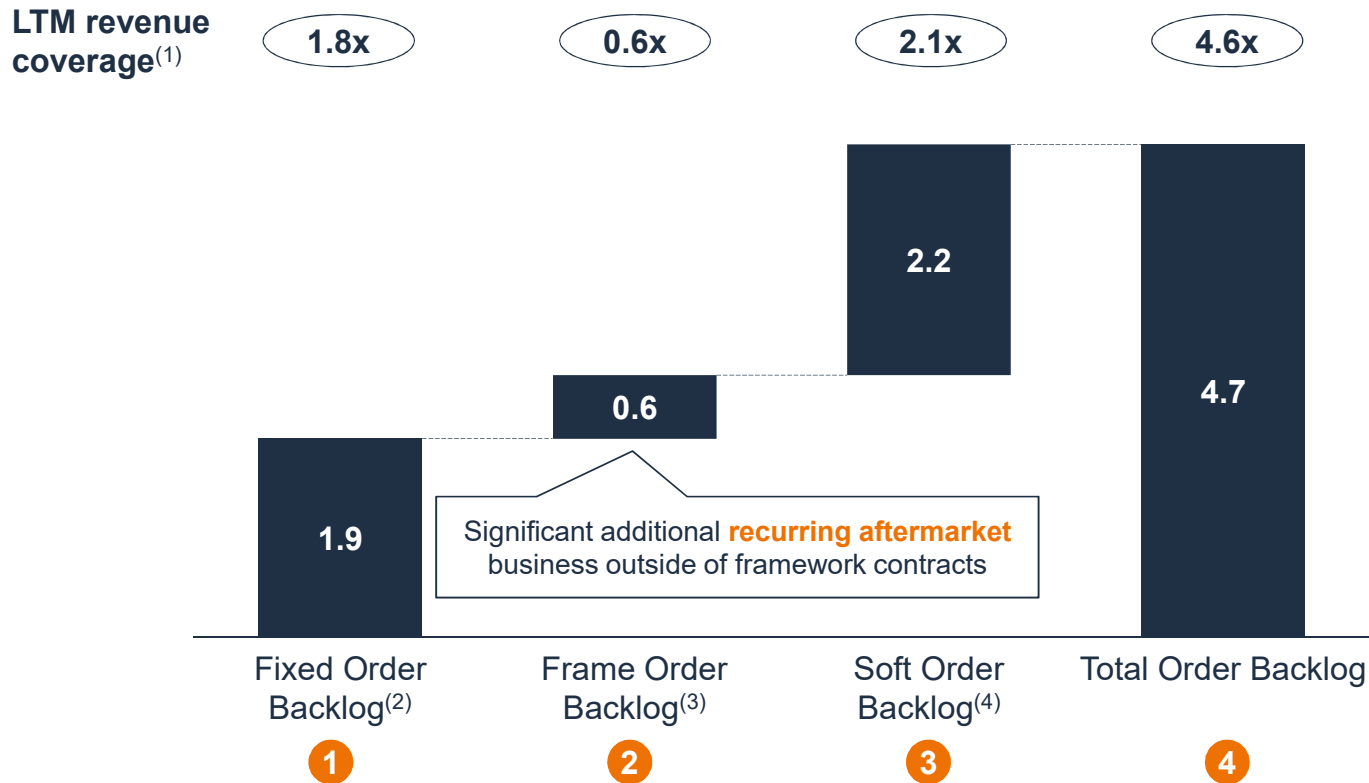 LTM revenue
coverage(1)
1.8x
0.6x
2.1x
4.6x
2.2
0.6
4.7
1.9
Significant additional recurring aftermarket
business outside of framework contracts
Fixed Order
Backlog(2)
Frame Order
Backlog(3)
Soft Order
Backlog(4)
Total Order Backlog
1
2
3
4